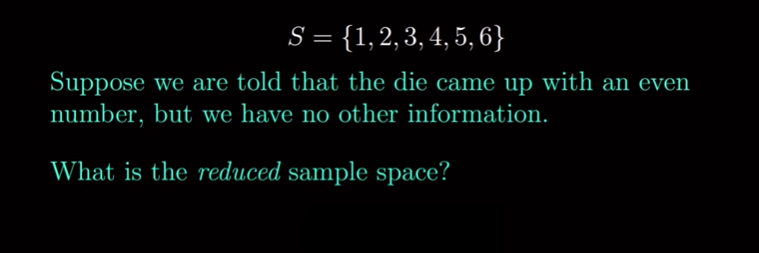 S = {1, 2, 3, 4, 5, 6}
Suppose we are told that the die came up with an even
number, but we have no other information.
What is the reduced sample space?